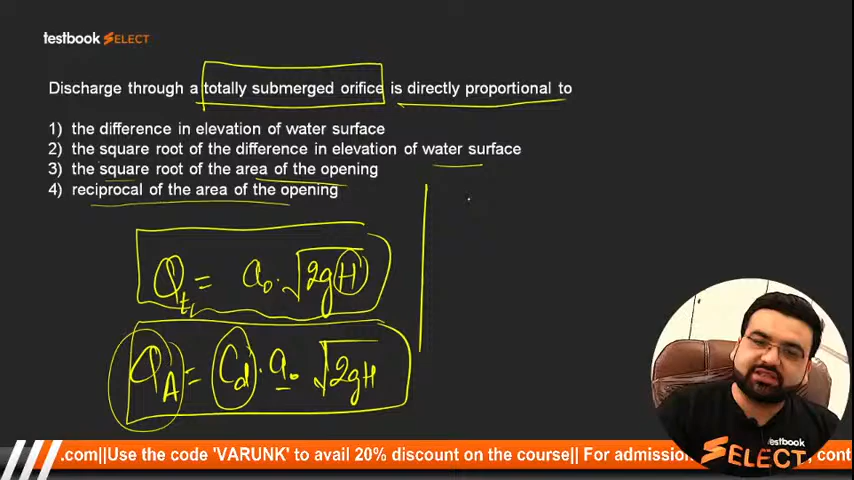 testbook SELECT
Discharge through a totally submerged orifice is directly proportional to
1) the difference in elevation of water surface
2) the square root of the difference in elevation of water surface
3) the square root of the area of the opening
4) reciprocal of the area of the opening
Qth = a₀ · √2gH
QA = Cd · a₀ √2gH
testbook
SELECT
.com||Use the code 'VARUNK' to avail 20% discount on the course|| For admission
, cont